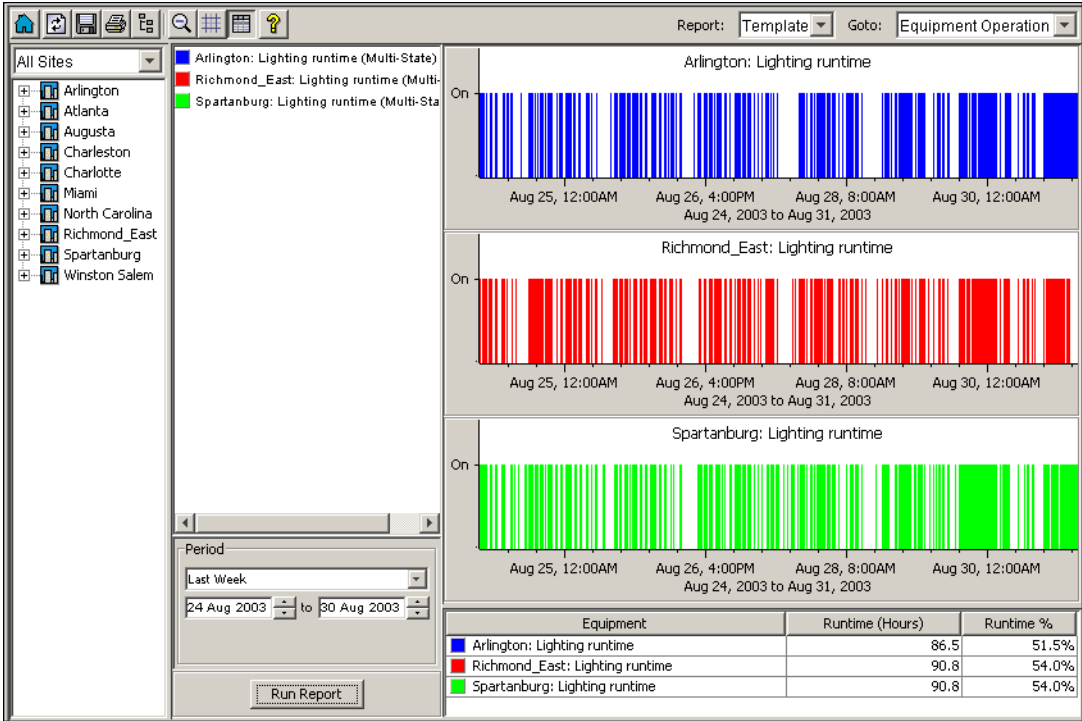 Report: Template Goto: Equipment Operation
All Sites
Arlington
Atlanta
Augusta
Charleston
Charlotte
Miami
North Carolina
Richmond_East
Spartanburg
Winston Salem
Arlington: Lighting runtime (Multi-State)
Richmond_East: Lighting runtime (Multi-
Spartanburg: Lighting runtime (Multi-Sta
Period
Last Week
24 Aug 2003 to 30 Aug 2003
Run Report
Arlington: Lighting runtime
On
Aug 25, 12:00AM Aug 26, 4:00PM Aug 28, 8:00AM Aug 30, 12:00AM
Aug 24, 2003 to Aug 31, 2003
Richmond_East: Lighting runtime
On
Aug 25, 12:00AM Aug 26, 4:00PM Aug 28, 8:00AM Aug 30, 12:00AM
Aug 24, 2003 to Aug 31, 2003
Spartanburg: Lighting runtime
On
Aug 25, 12:00AM Aug 26, 4:00PM Aug 28, 8:00AM Aug 30, 12:00AM
Aug 24, 2003 to Aug 31, 2003
Equipment Runtime (Hours) Runtime %
Arlington: Lighting runtime 86.5 51.5%
Richmond_East: Lighting runtime 90.8 54.0%
Spartanburg: Lighting runtime 90.8 54.0%